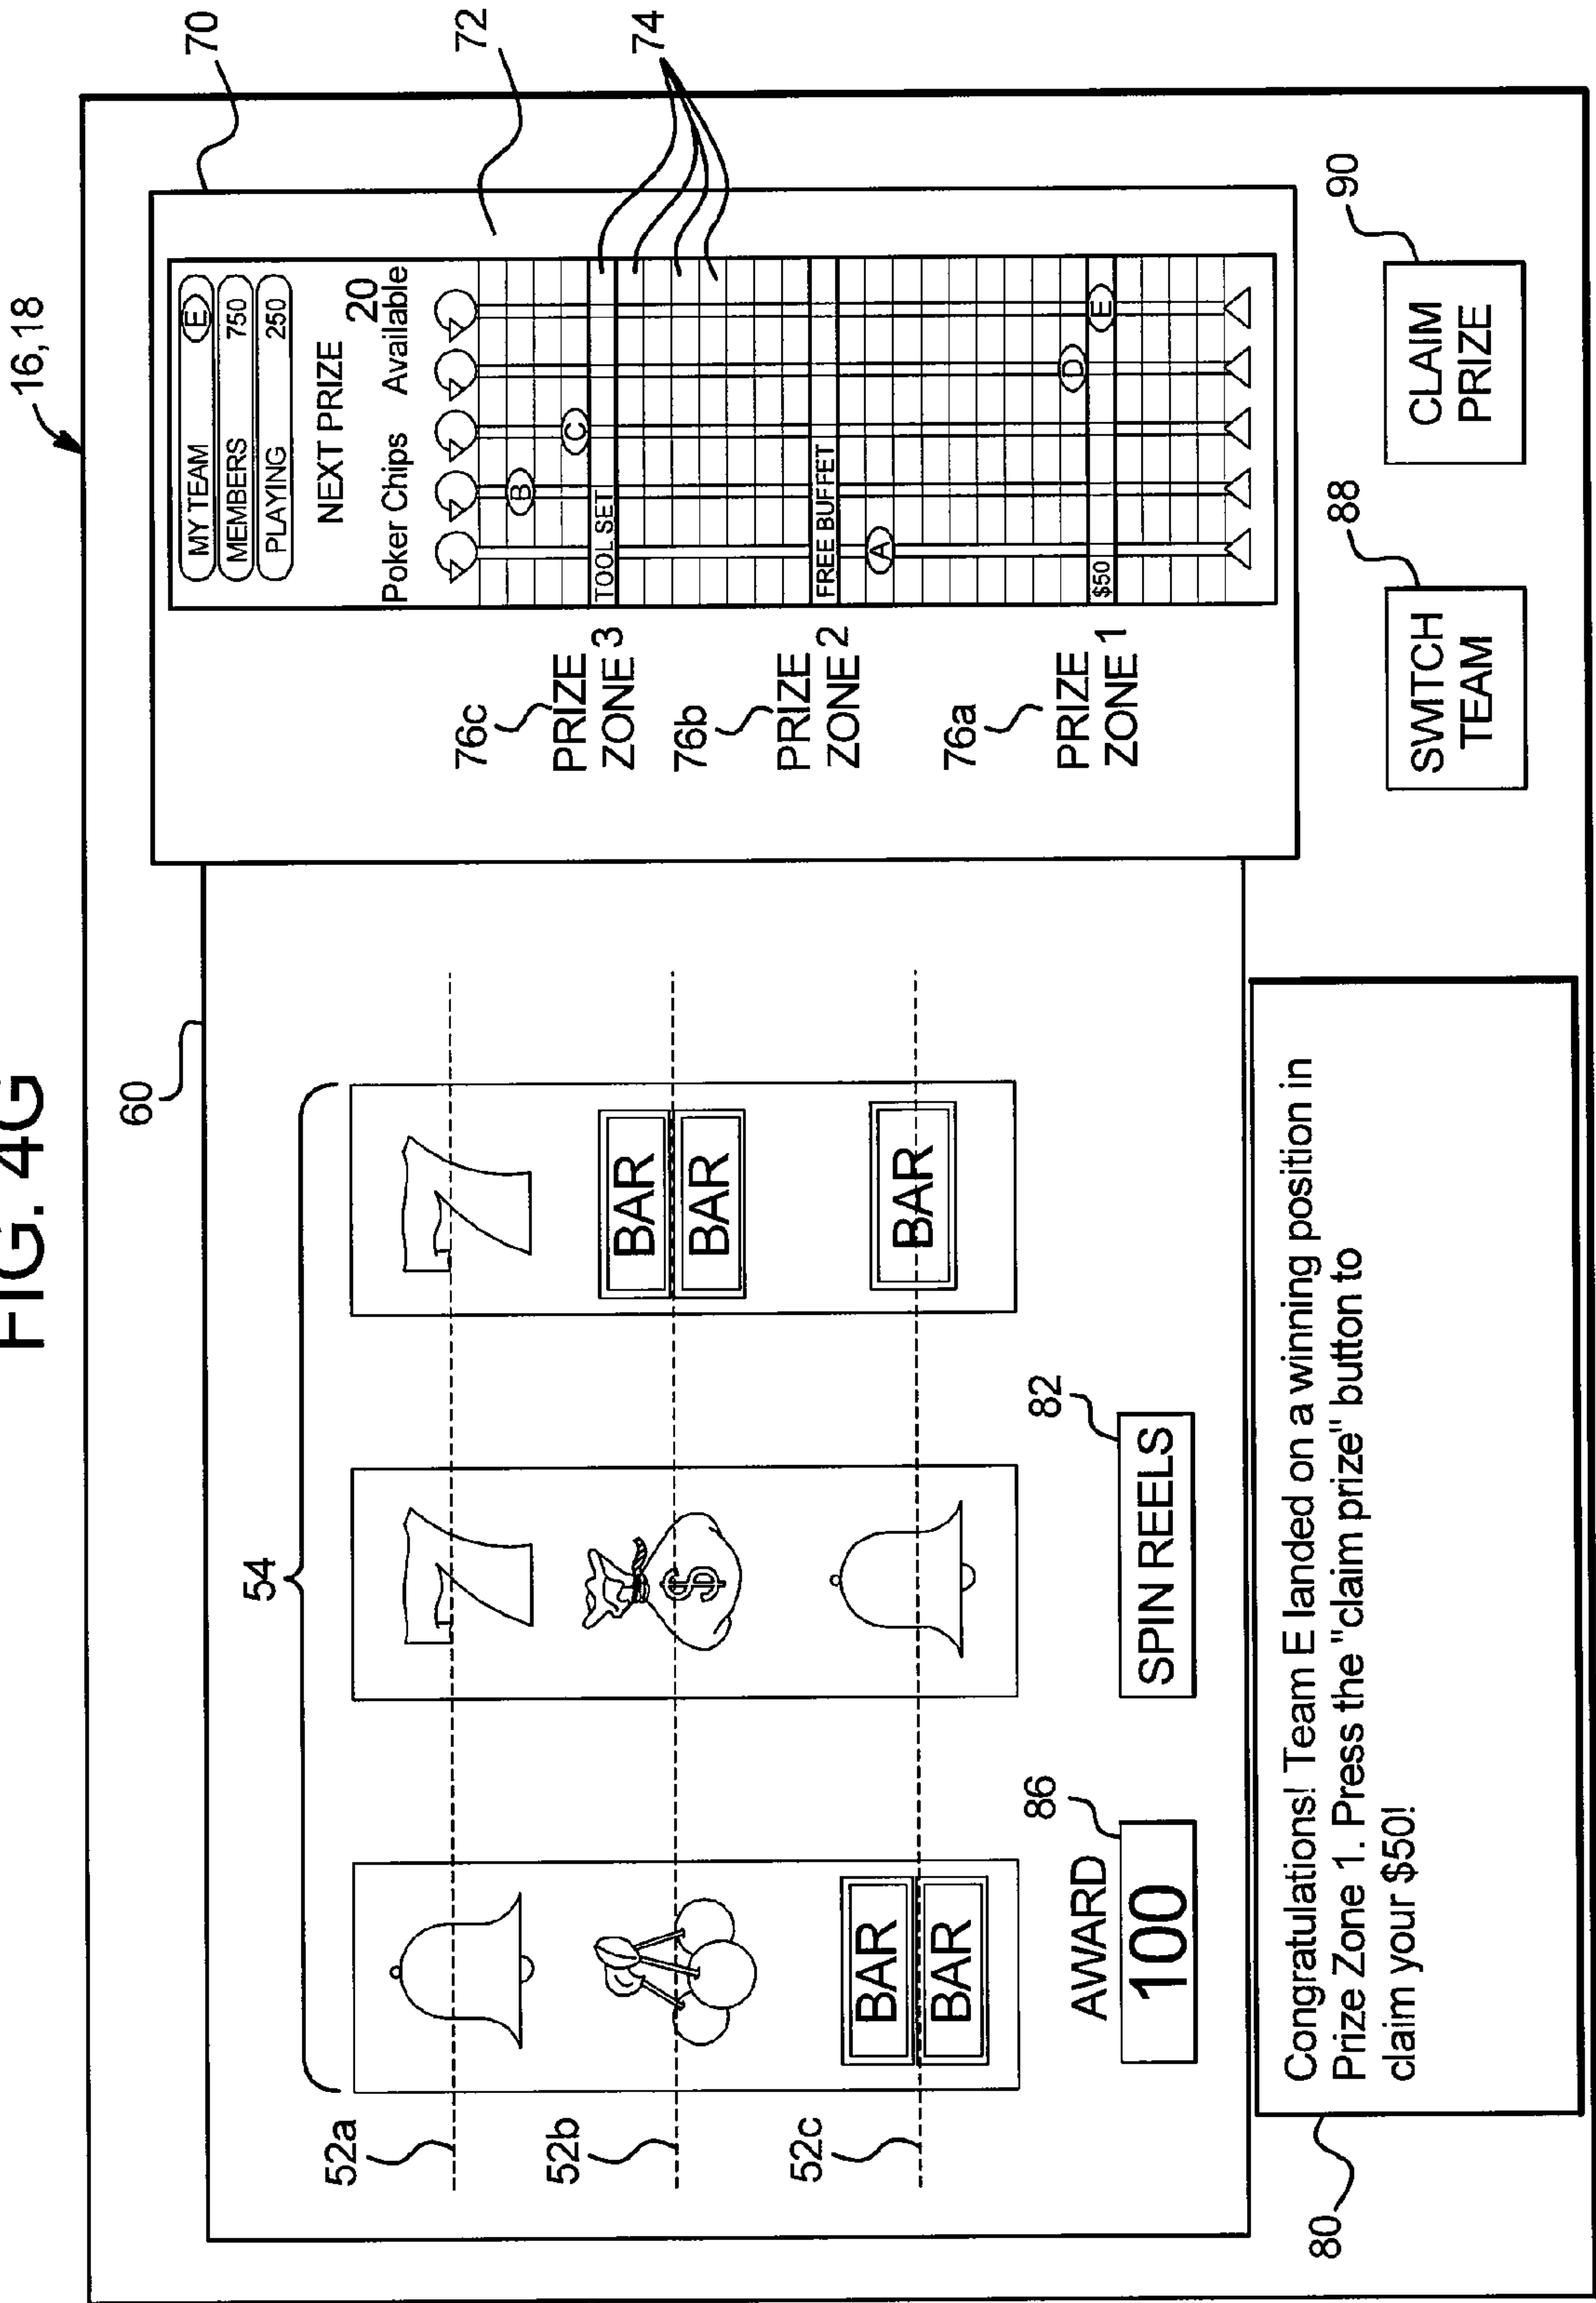 FIG. 4G
16,18
60
70
72
74
54
52a
52b
52c
BAR
BAR
BAR
BAR
BAR
$
AWARD
86
100
82
SPIN REELS
MY TEAM E
MEMBERS 750
PLAYING 250
NEXT PRIZE
20
Poker Chips Available
B
C
TOOL SET
FREE BUFFET
A
D
$50
E
76c
PRIZE
ZONE 3
76b
PRIZE
ZONE 2
76a
PRIZE
ZONE 1
80
Congratulations! Team E landed on a winning position in
Prize Zone 1. Press the "claim prize" button to
claim your $50!
88
SWITCH
TEAM
90
CLAIM
PRIZE